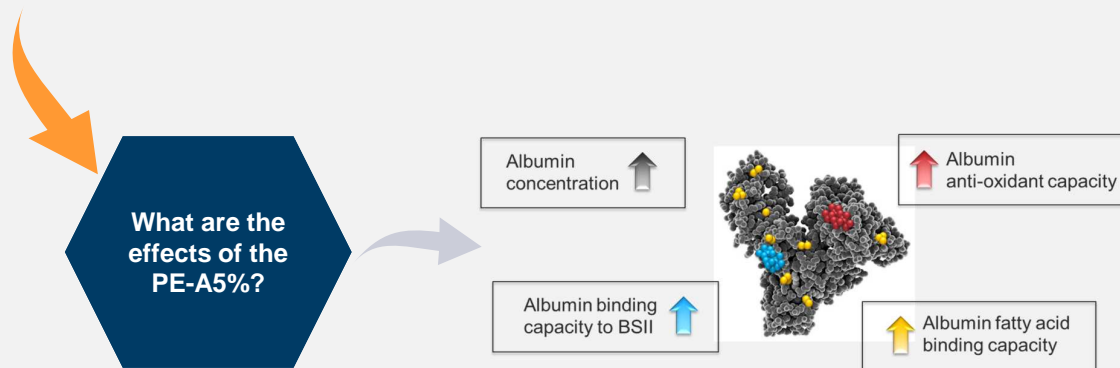 What are the
effects of the
PE-A5%?
Albumin
concentration
Albumin
anti-oxidant capacity
Albumin binding
capacity to BSII
Albumin fatty acid
binding capacity